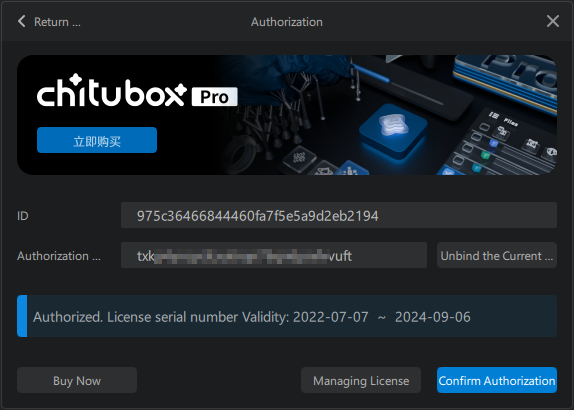 Return ...
Authorization
chitubox Pro
立即购买
Files
ID
975c36466844460fa7f5e5a9d2eb2194
Authorization ...
txk vuft
Unbind the Current ...
Authorized. License serial number Validity: 2022-07-07 ~ 2024-09-06
Buy Now
Managing License
Confirm Authorization